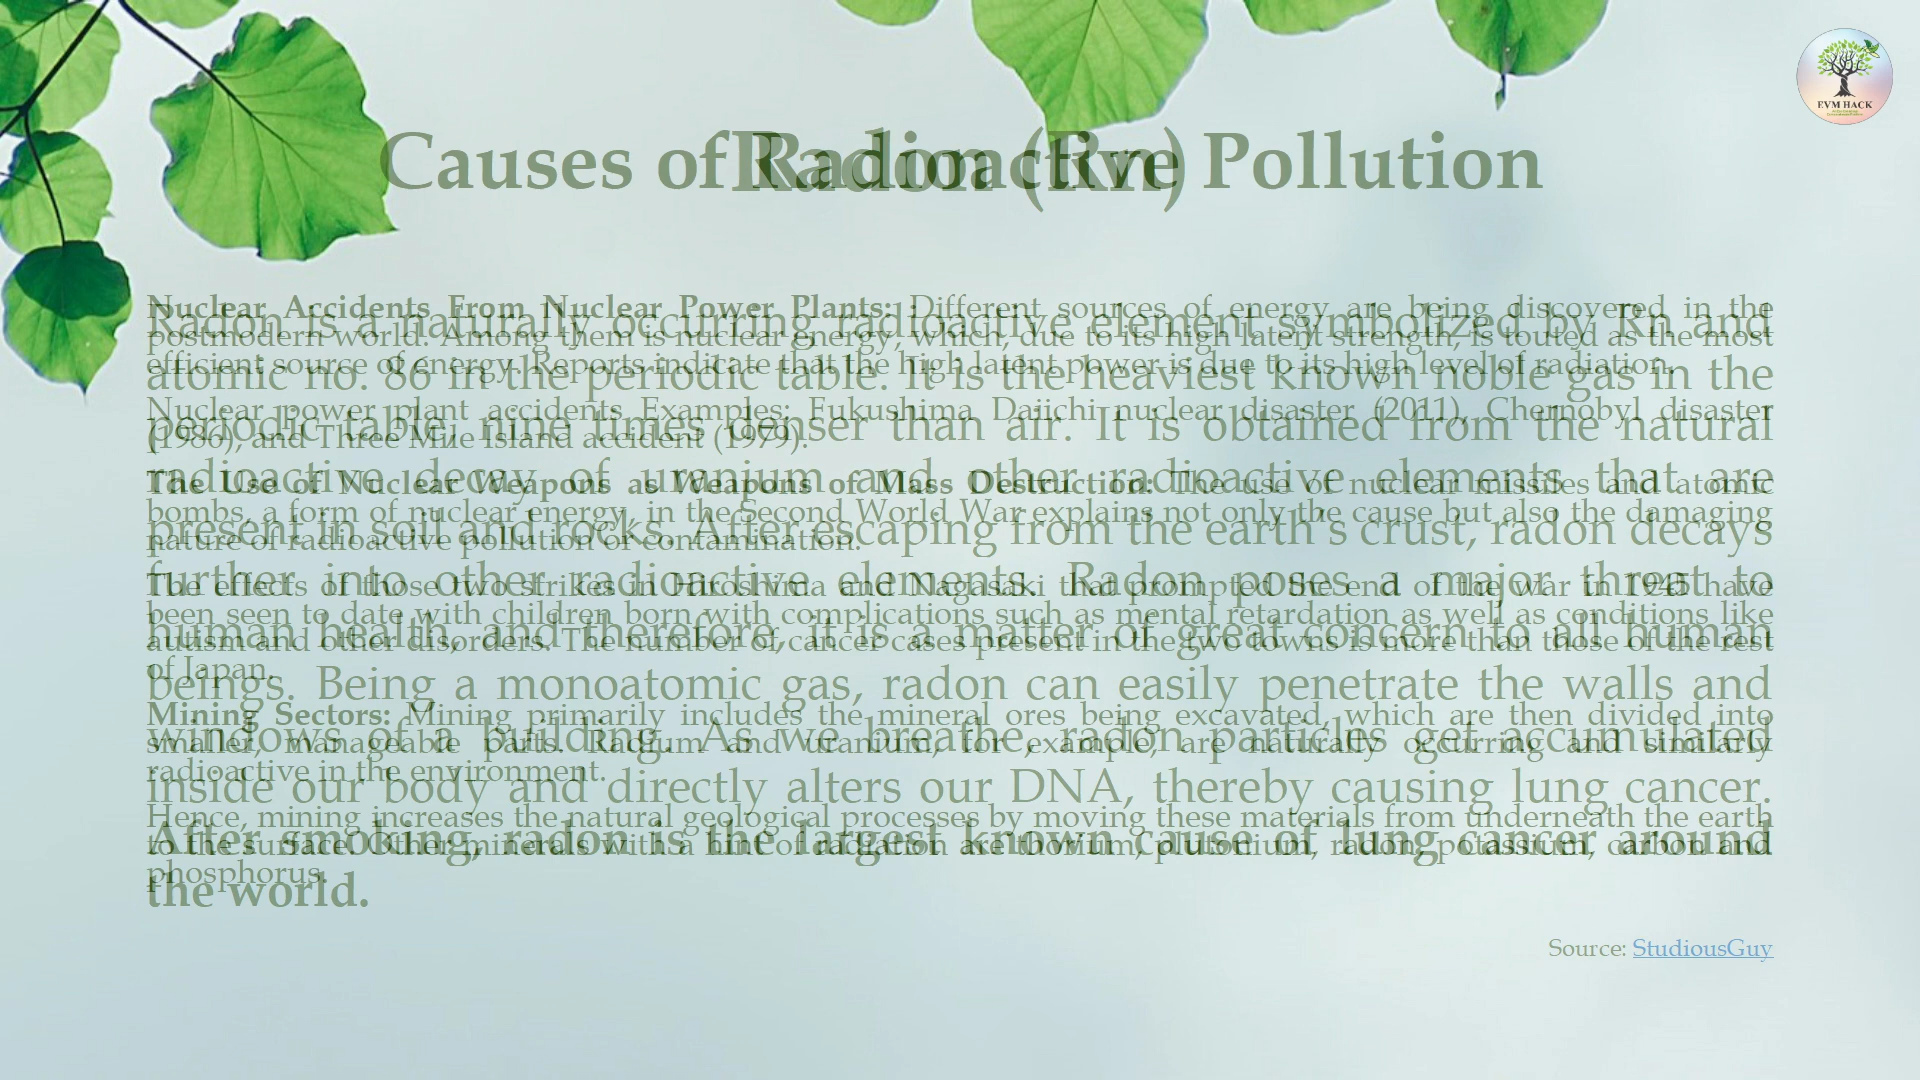 EVM HACK
Causes of Radioactive Pollution
Nuclear Accidents From Nuclear Power Plants: Different sources of energy are being discovered in the
postmodern world. Among them is nuclear energy, which, due to its high latent strength, is touted as the most
efficient source of energy. Reports indicate that the high latent power is due to its high level of radiation.
Nuclear power plant accidents Examples: Fukushima Daiichi nuclear disaster (2011), Chernobyl disaster
(1986), and Three Mile Island accident (1979).
The Use of Nuclear Weapons as Weapons of Mass Destruction: The use of nuclear missiles and atomic
bombs, a form of nuclear energy, in the Second World War explains not only the cause but also the damaging
nature of radioactive pollution or contamination.
The effects of those two strikes in Hiroshima and Nagasaki that prompted the end of the war in 1945 have
been seen to date with children born with complications such as mental retardation as well as conditions like
autism and other disorders. The number of cancer cases present in the two towns is more than those of the rest
of Japan.
Mining Sectors: Mining primarily includes the mineral ores being excavated, which are then divided into
smaller, manageable parts. Radium and uranium, for example, are naturally occurring and similarly
radioactive in the environment.
Hence, mining increases the natural geological processes by moving these materials from underneath the earth
to the surface. Other minerals with a hint of radiation are thorium, plutonium, radon, potassium, carbon and
phosphorus.
Radon (Rn)
Radon is a naturally occurring radioactive element symbolized by Rn and
atomic no. 86 in the periodic table. It is the heaviest known noble gas in the
periodic table, nine times denser than air. It is obtained from the natural
radioactive decay of uranium and other radioactive elements that are
present in soil and rocks. After escaping from the earth's crust, radon decays
further into other radioactive elements. Radon poses a major threat to
human health, and therefore, it is a matter of great concern to all human
beings. Being a monoatomic gas, radon can easily penetrate the walls and
windows of a building. As we breathe, radon particles get accumulated
inside our body and directly alters our DNA, thereby causing lung cancer.
After smoking, radon is the largest known cause of lung cancer around
the world.
Source: StudiousGuy